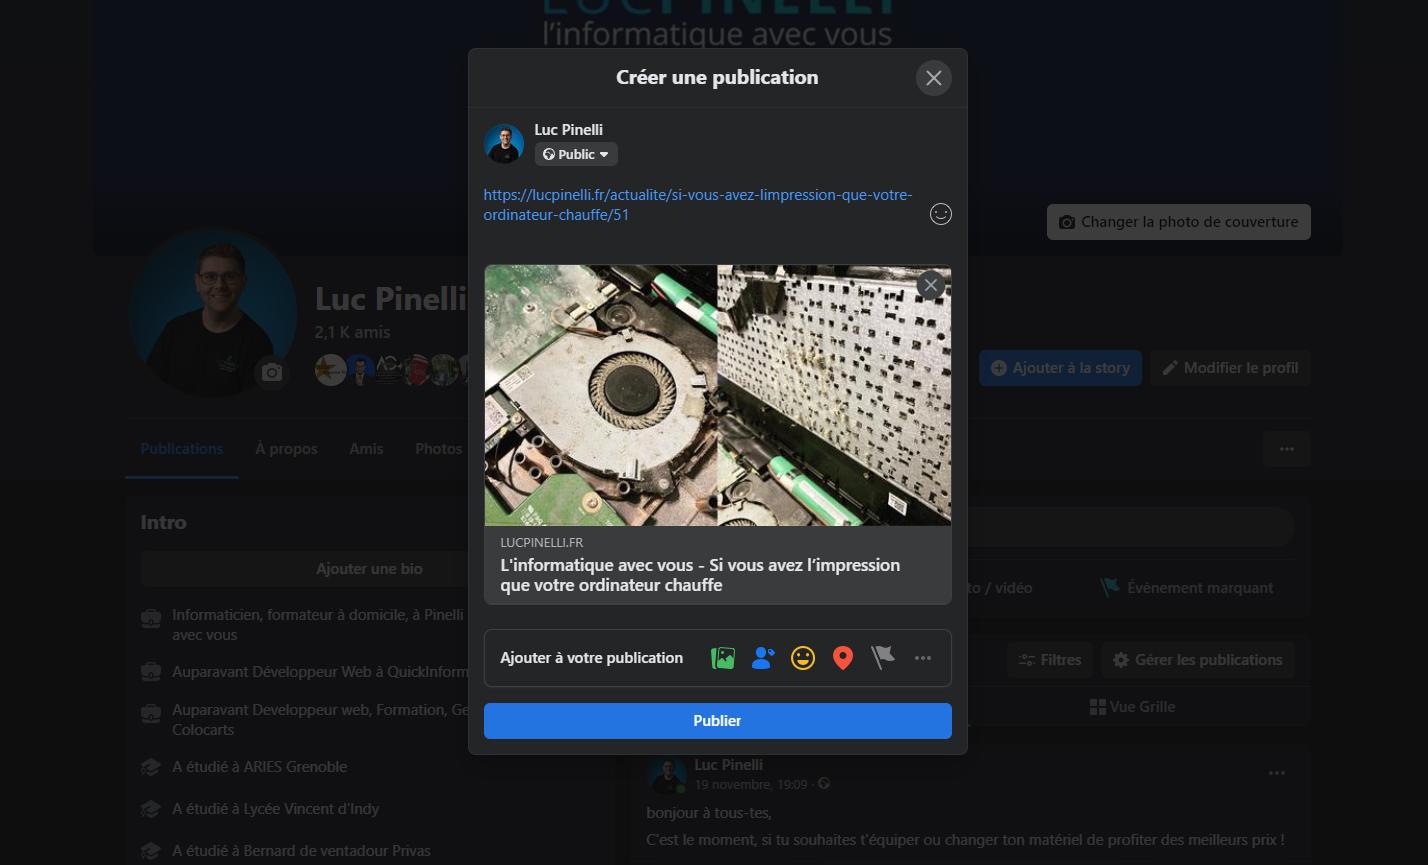 LUCPINELLI
l'informatique avec vous
Créer une publication
Luc Pinelli
Public
https://lucpinelli.fr/actualite/si-vous-avez-limpression-que-votre-
ordinateur-chauffe/51
Changer la photo de couverture
Luc Pinelli
2,1 K amis
Ajouter à la story
Modifier le profil
Publications
À propos
Amis
Photos
LUCPINELLI.FR
L'informatique avec vous - Si vous avez l’impression
que votre ordinateur chauffe
Intro
Ajouter une bio
/ vidéo
Évènement marquant
Informaticien, formateur à domicile, à Pinelli
avec vous
Ajouter à votre publication
Filtres
Gérer les publications
Auparavant Développeur Web à QuickInform
Auparavant Developpeur web, Formation, Ge
Colocarts
Vue Grille
Publier
A étudié à ARIES Grenoble
A étudié à Lycée Vincent d'Indy
A étudié à Bernard de ventadour Privas
Luc Pinelli
19 novembre, 19:09 ·
bonjour à tous-tes,
C'est le moment, si tu souhaites t'équiper ou changer ton matériel de profiter des meilleurs prix !